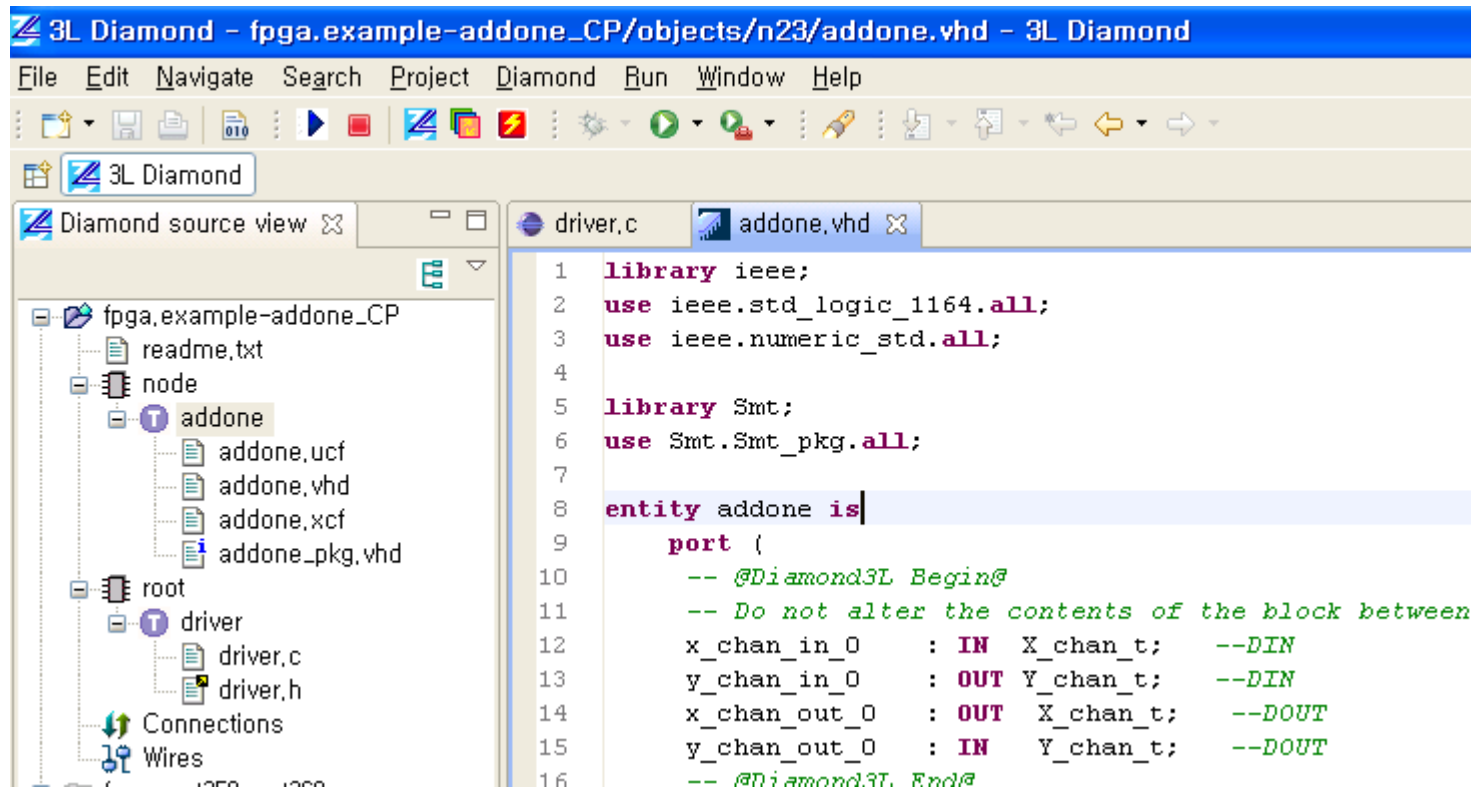 3L Diamond - fpga.example-addone_CP/objects/n23/addone.vhd - 3L Diamond
File Edit Navigate Search Project Diamond Run Window Help
3L Diamond
Diamond source view
fpga.example-addone_CP
readme.txt
node
addone
addone.ucf
addone.vhd
addone.xcf
addone_pkg.vhd
root
driver
driver.c
driver.h
Connections
Wires
driver.c addone.vhd
1 library ieee;
2 use ieee.std_logic_1164.all;
3 use ieee.numeric_std.all;
4
5 library Smt;
6 use Smt.Smt_pkg.all;
7
8 entity addone is
9 port (
10 -- @Diamond3L Begin@
11 -- Do not alter the contents of the block between
12 x_chan_in_0 : IN X_chan_t; --DIN
13 y_chan_in_0 : OUT Y_chan_t; --DIN
14 x_chan_out_0 : OUT X_chan_t; --DOUT
15 y_chan_out_0 : IN Y_chan_t; --DOUT
16 -- @Diamond3L End@